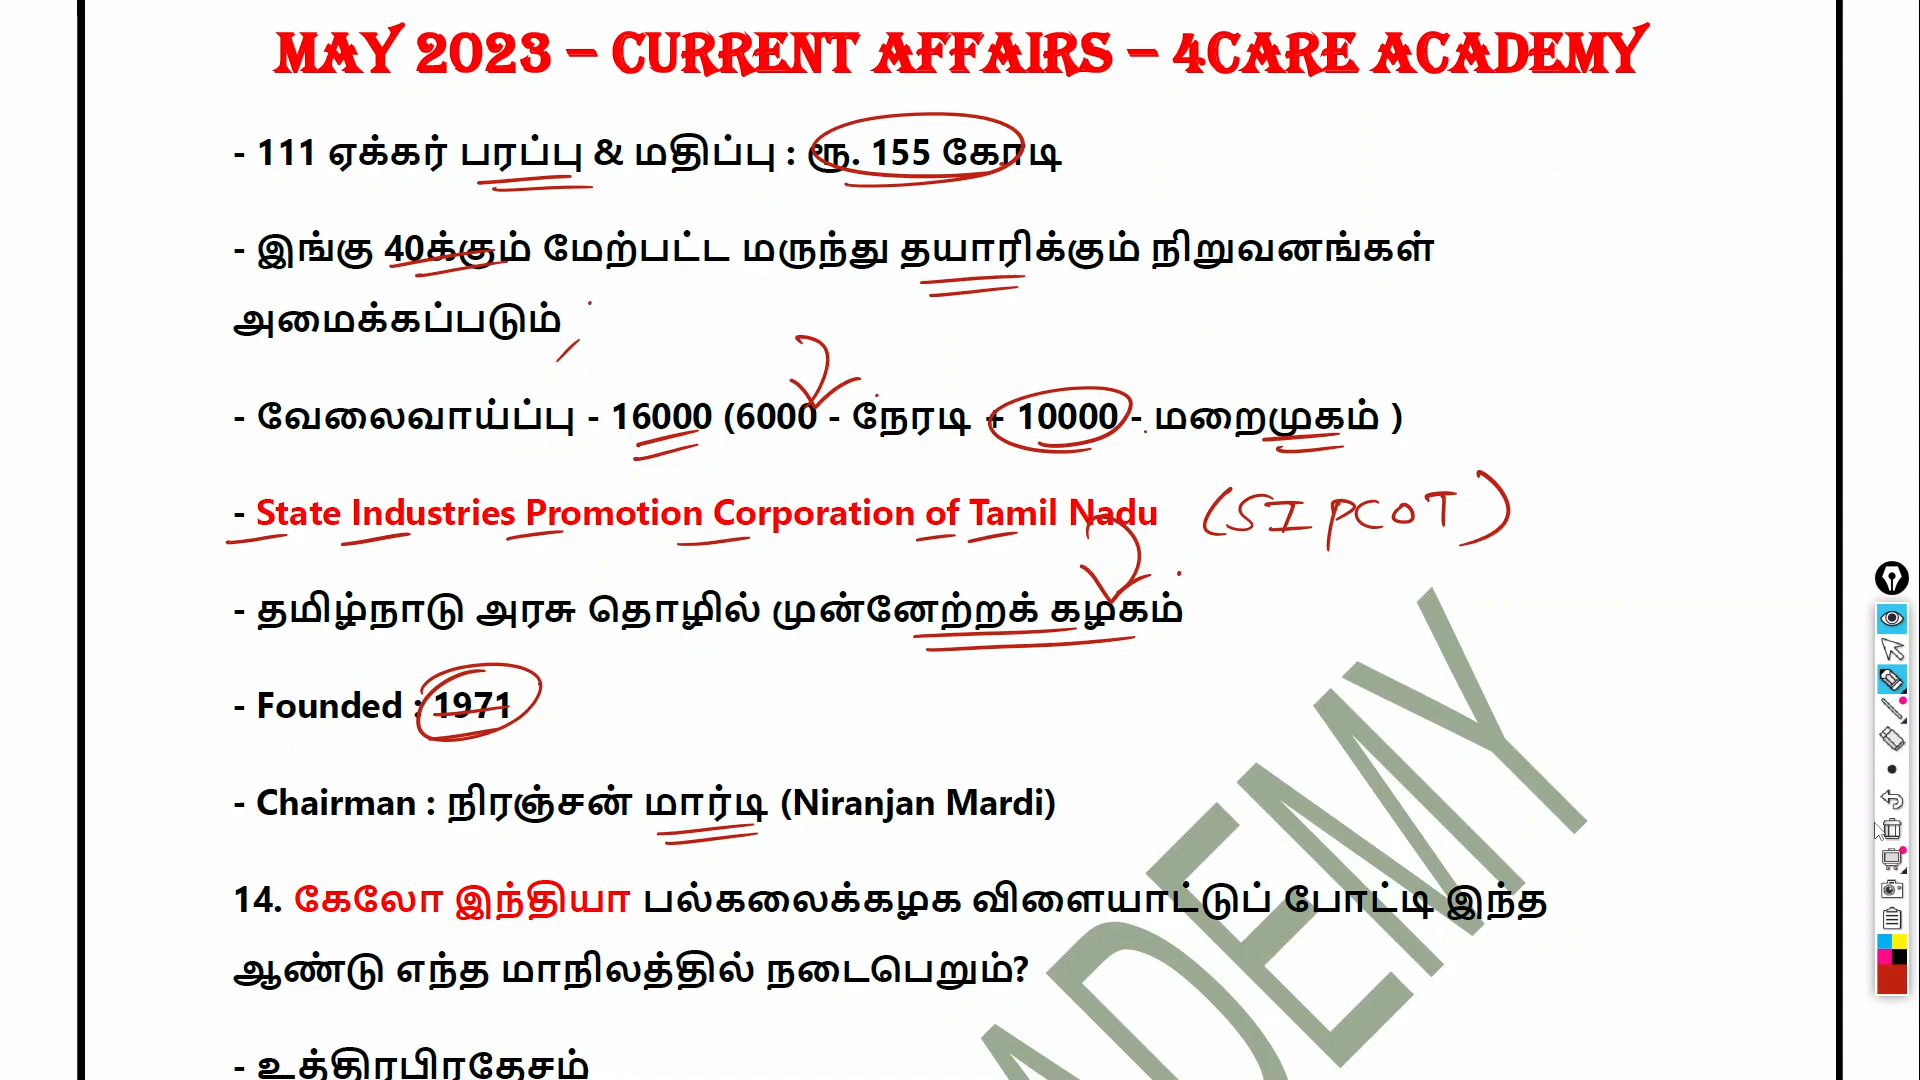 MAY 2023 – CURRENT AFFAIRS – 4CARE ACADEMY
- 111 ஏக்கர் பரப்பு & மதிப்பு : ரூ. 155 கோடி
- இங்கு 40க்கும் மேற்பட்ட மருந்து தயாரிக்கும் நிறுவனங்கள்
அமைக்கப்படும்
- வேலைவாய்ப்பு - 16000 (6000 - நேரடி + 10000 - மறைமுகம் )
- State Industries Promotion Corporation of Tamil Nadu (SIPCOT)
- தமிழ்நாடு அரசு தொழில் முன்னேற்றக் கழகம்
- Founded : 1971
- Chairman : நிரஞ்சன் மார்டி (Niranjan Mardi)
14. கேலோ இந்தியா பல்கலைக்கழக விளையாட்டுப் போட்டி இந்த
ஆண்டு எந்த மாநிலத்தில் நடைபெறும்?
- உத்திரபிரதேசம்
ADEMY